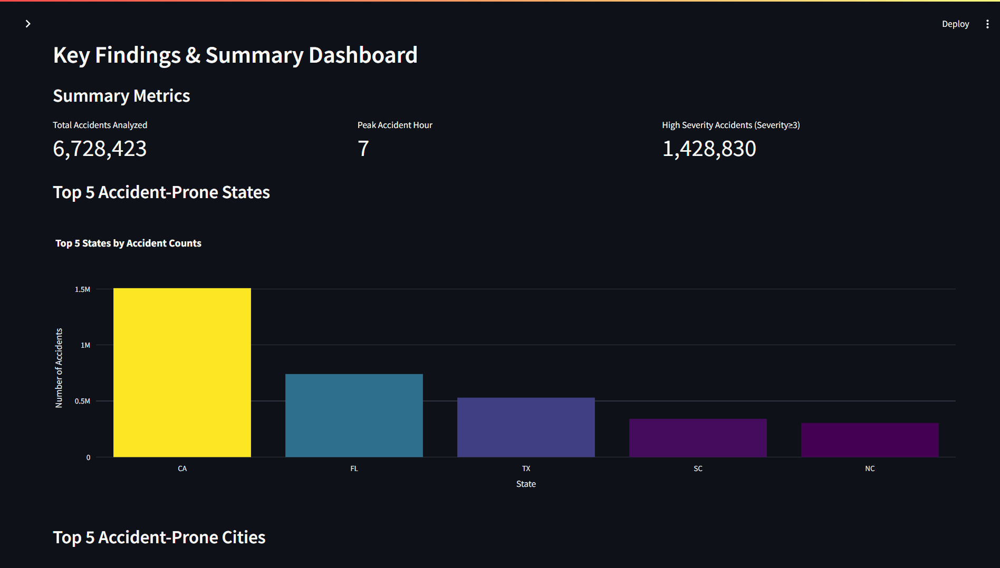 Deploy
Key Findings & Summary Dashboard
Summary Metrics
Total Accidents Analyzed
6,728,423
Peak Accident Hour
7
High Severity Accidents (Severity≥3)
1,428,830
Top 5 Accident-Prone States
Top 5 States by Accident Counts
Number of Accidents
1.5M
1M
0.5M
0
CA FL TX SC NC
State
Top 5 Accident-Prone Cities